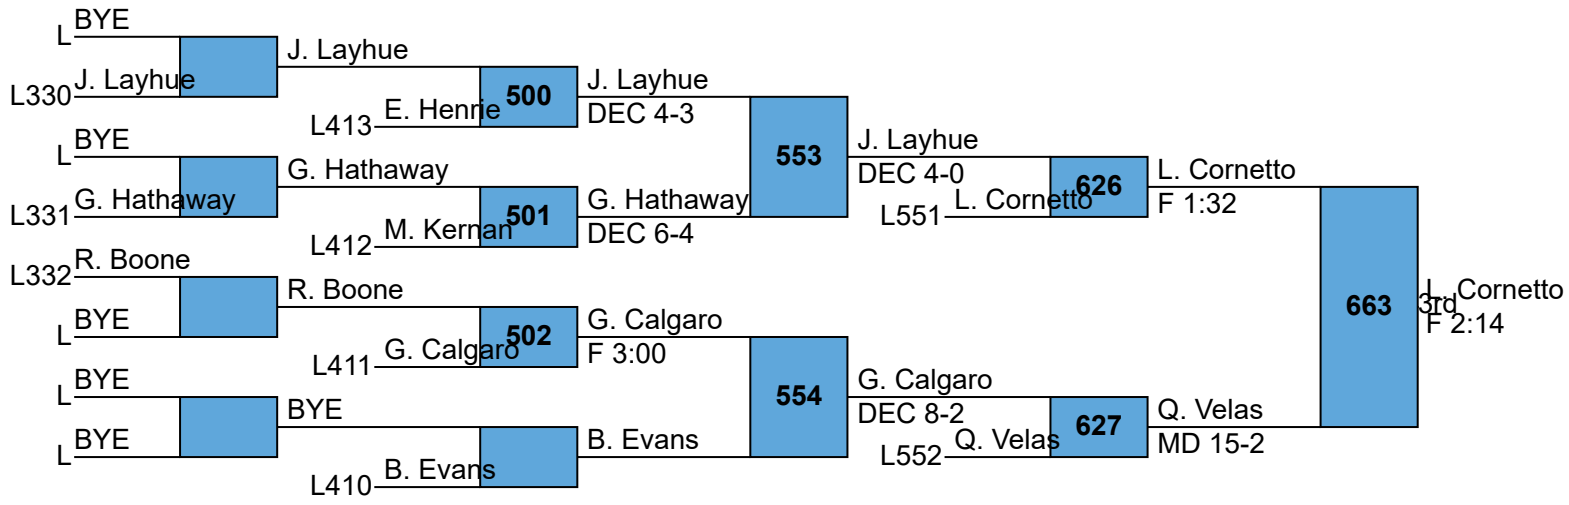 BYE
L
J. Layhue
L330
BYE
L
G. Hathaway
L331
R. Boone
L332
BYE
L
BYE
L
BYE
L
J. Layhue
E. Henrie
L413
500
G. Hathaway
M. Kernan
L412
501
R. Boone
G. Calgaro
L411
502
BYE
B. Evans
L410
J. Layhue
DEC 4-3
553
G. Hathaway
DEC 6-4
G. Calgaro
F 3:00
554
B. Evans
J. Layhue
DEC 4-0
L. Cornetto
L551
626
G. Calgaro
DEC 8-2
Q. Velas
L552
627
L. Cornetto
F 1:32
663
Q. Velas
MD 15-2
L. Cornetto
3rd
F 2:14